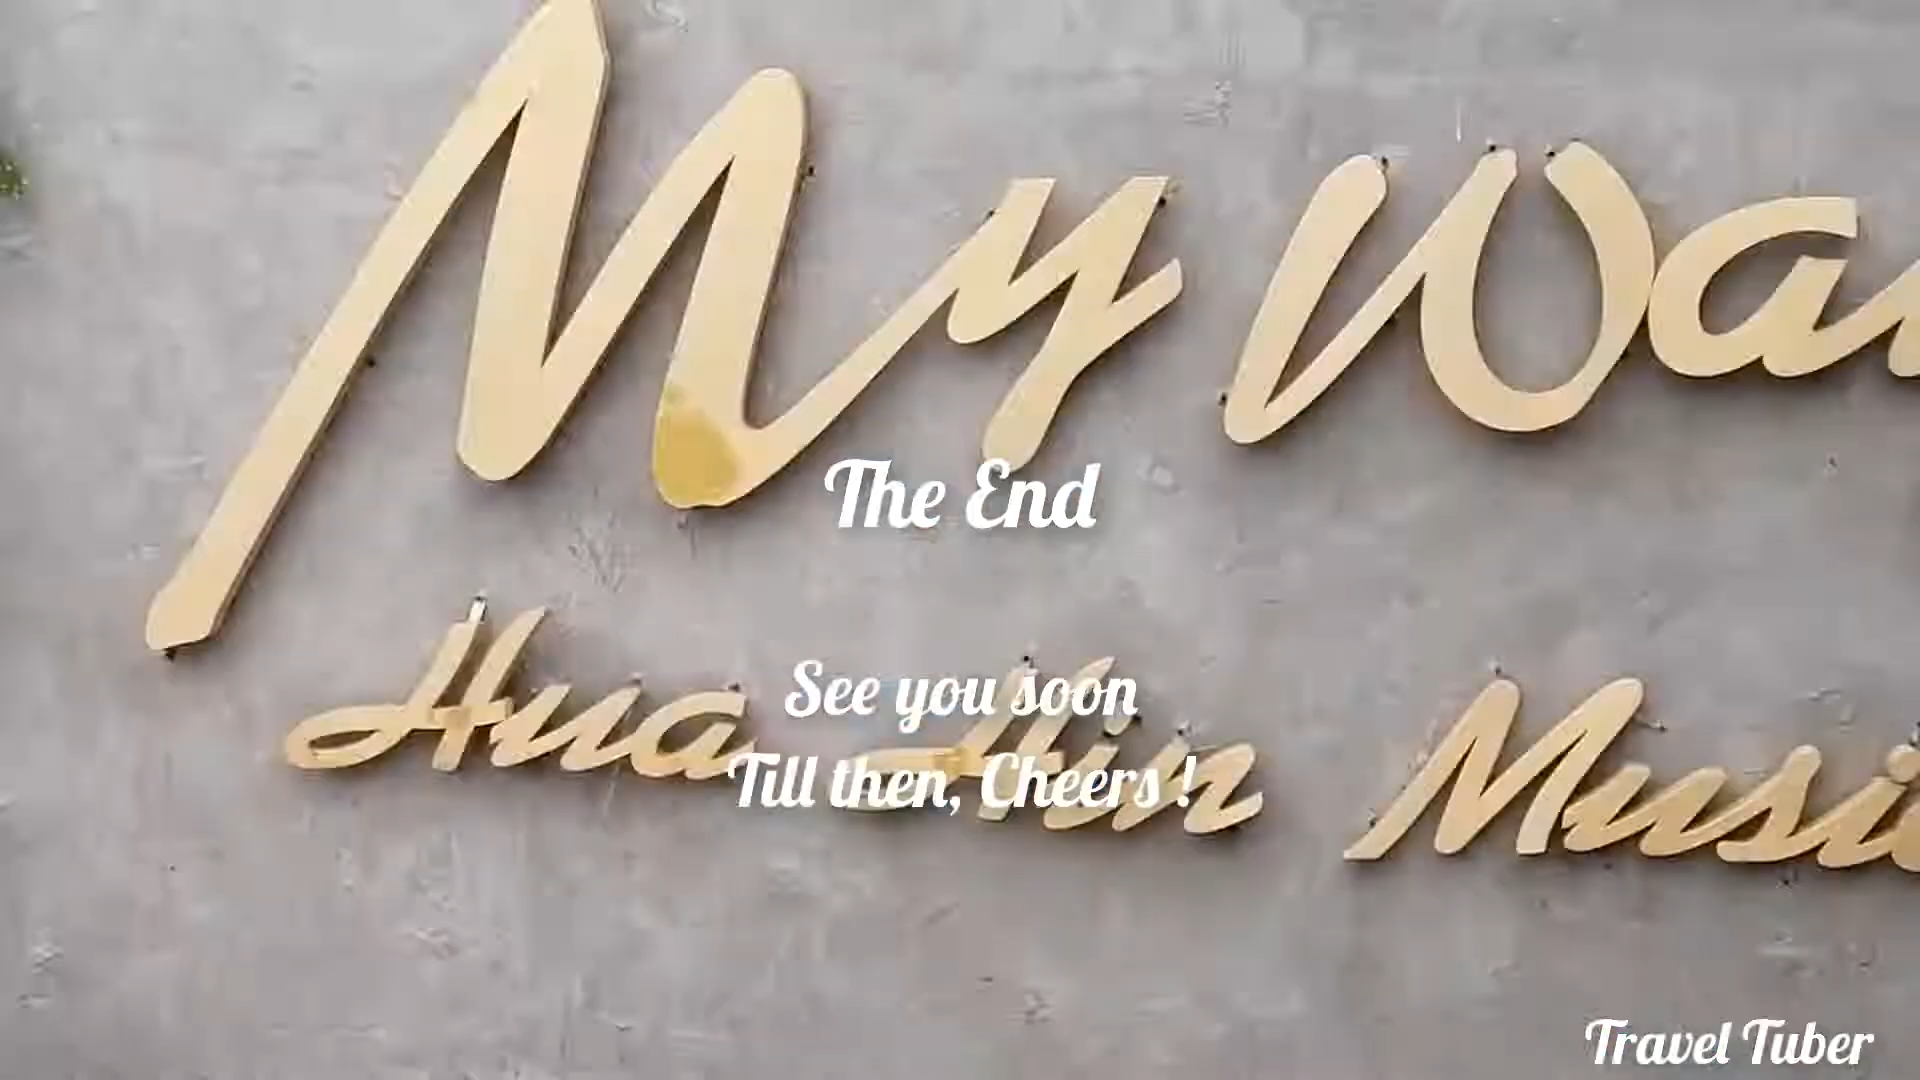 My Wa
The End
Hua Hin Musi
See you soon
Till then, Cheers !
Travel Tuber